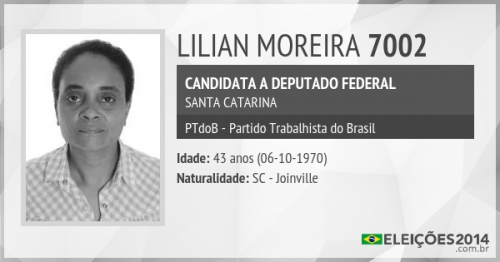 LILIAN MOREIRA 7002
CANDIDATA A DEPUTADO FEDERAL
SANTA CATARINA
PTdoB - Partido Trabalhista do Brasil
Idade: 43 anos (06-10-1970)
Naturalidade: SC - Joinville
ELEIÇÕES2014
.com.br